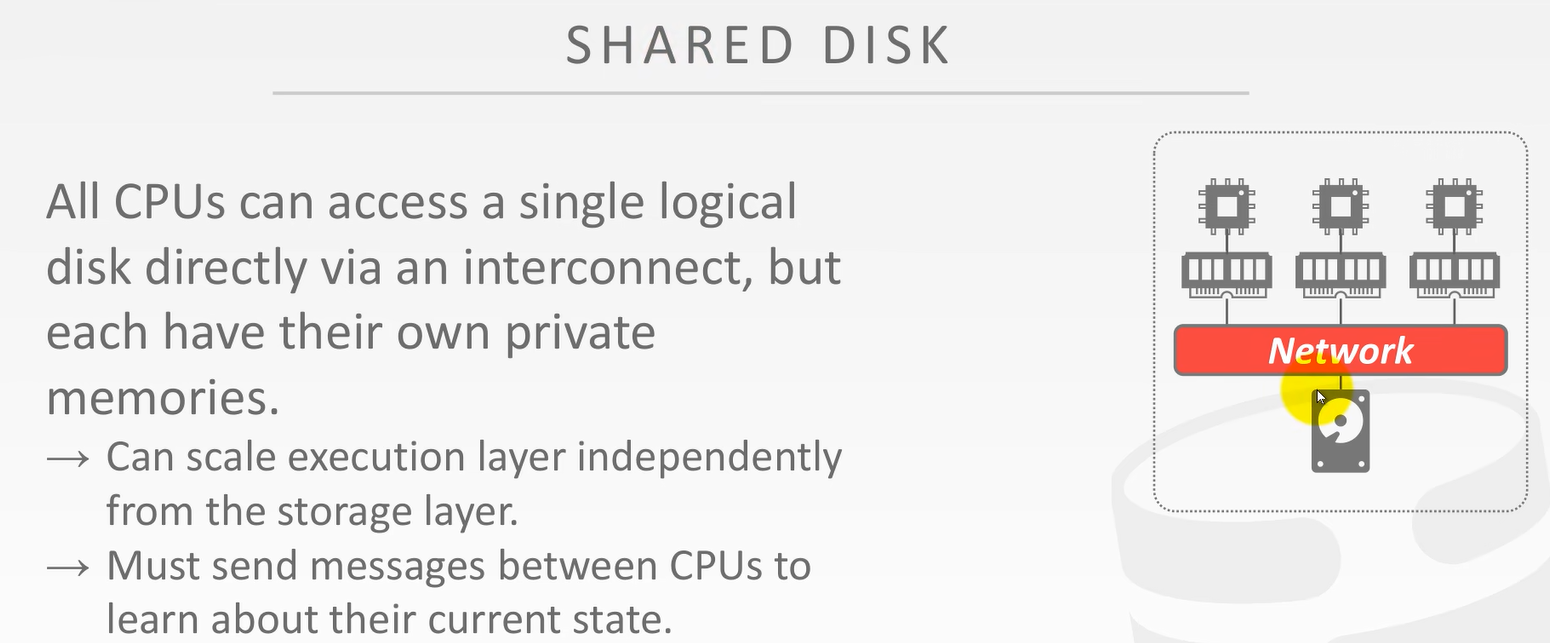 SHARED DISK
All CPUs can access a single logical
disk directly via an interconnect, but
each have their own private
memories.
→ Can scale execution layer independently
from the storage layer.
→ Must send messages between CPUs to
learn about their current state.
Network